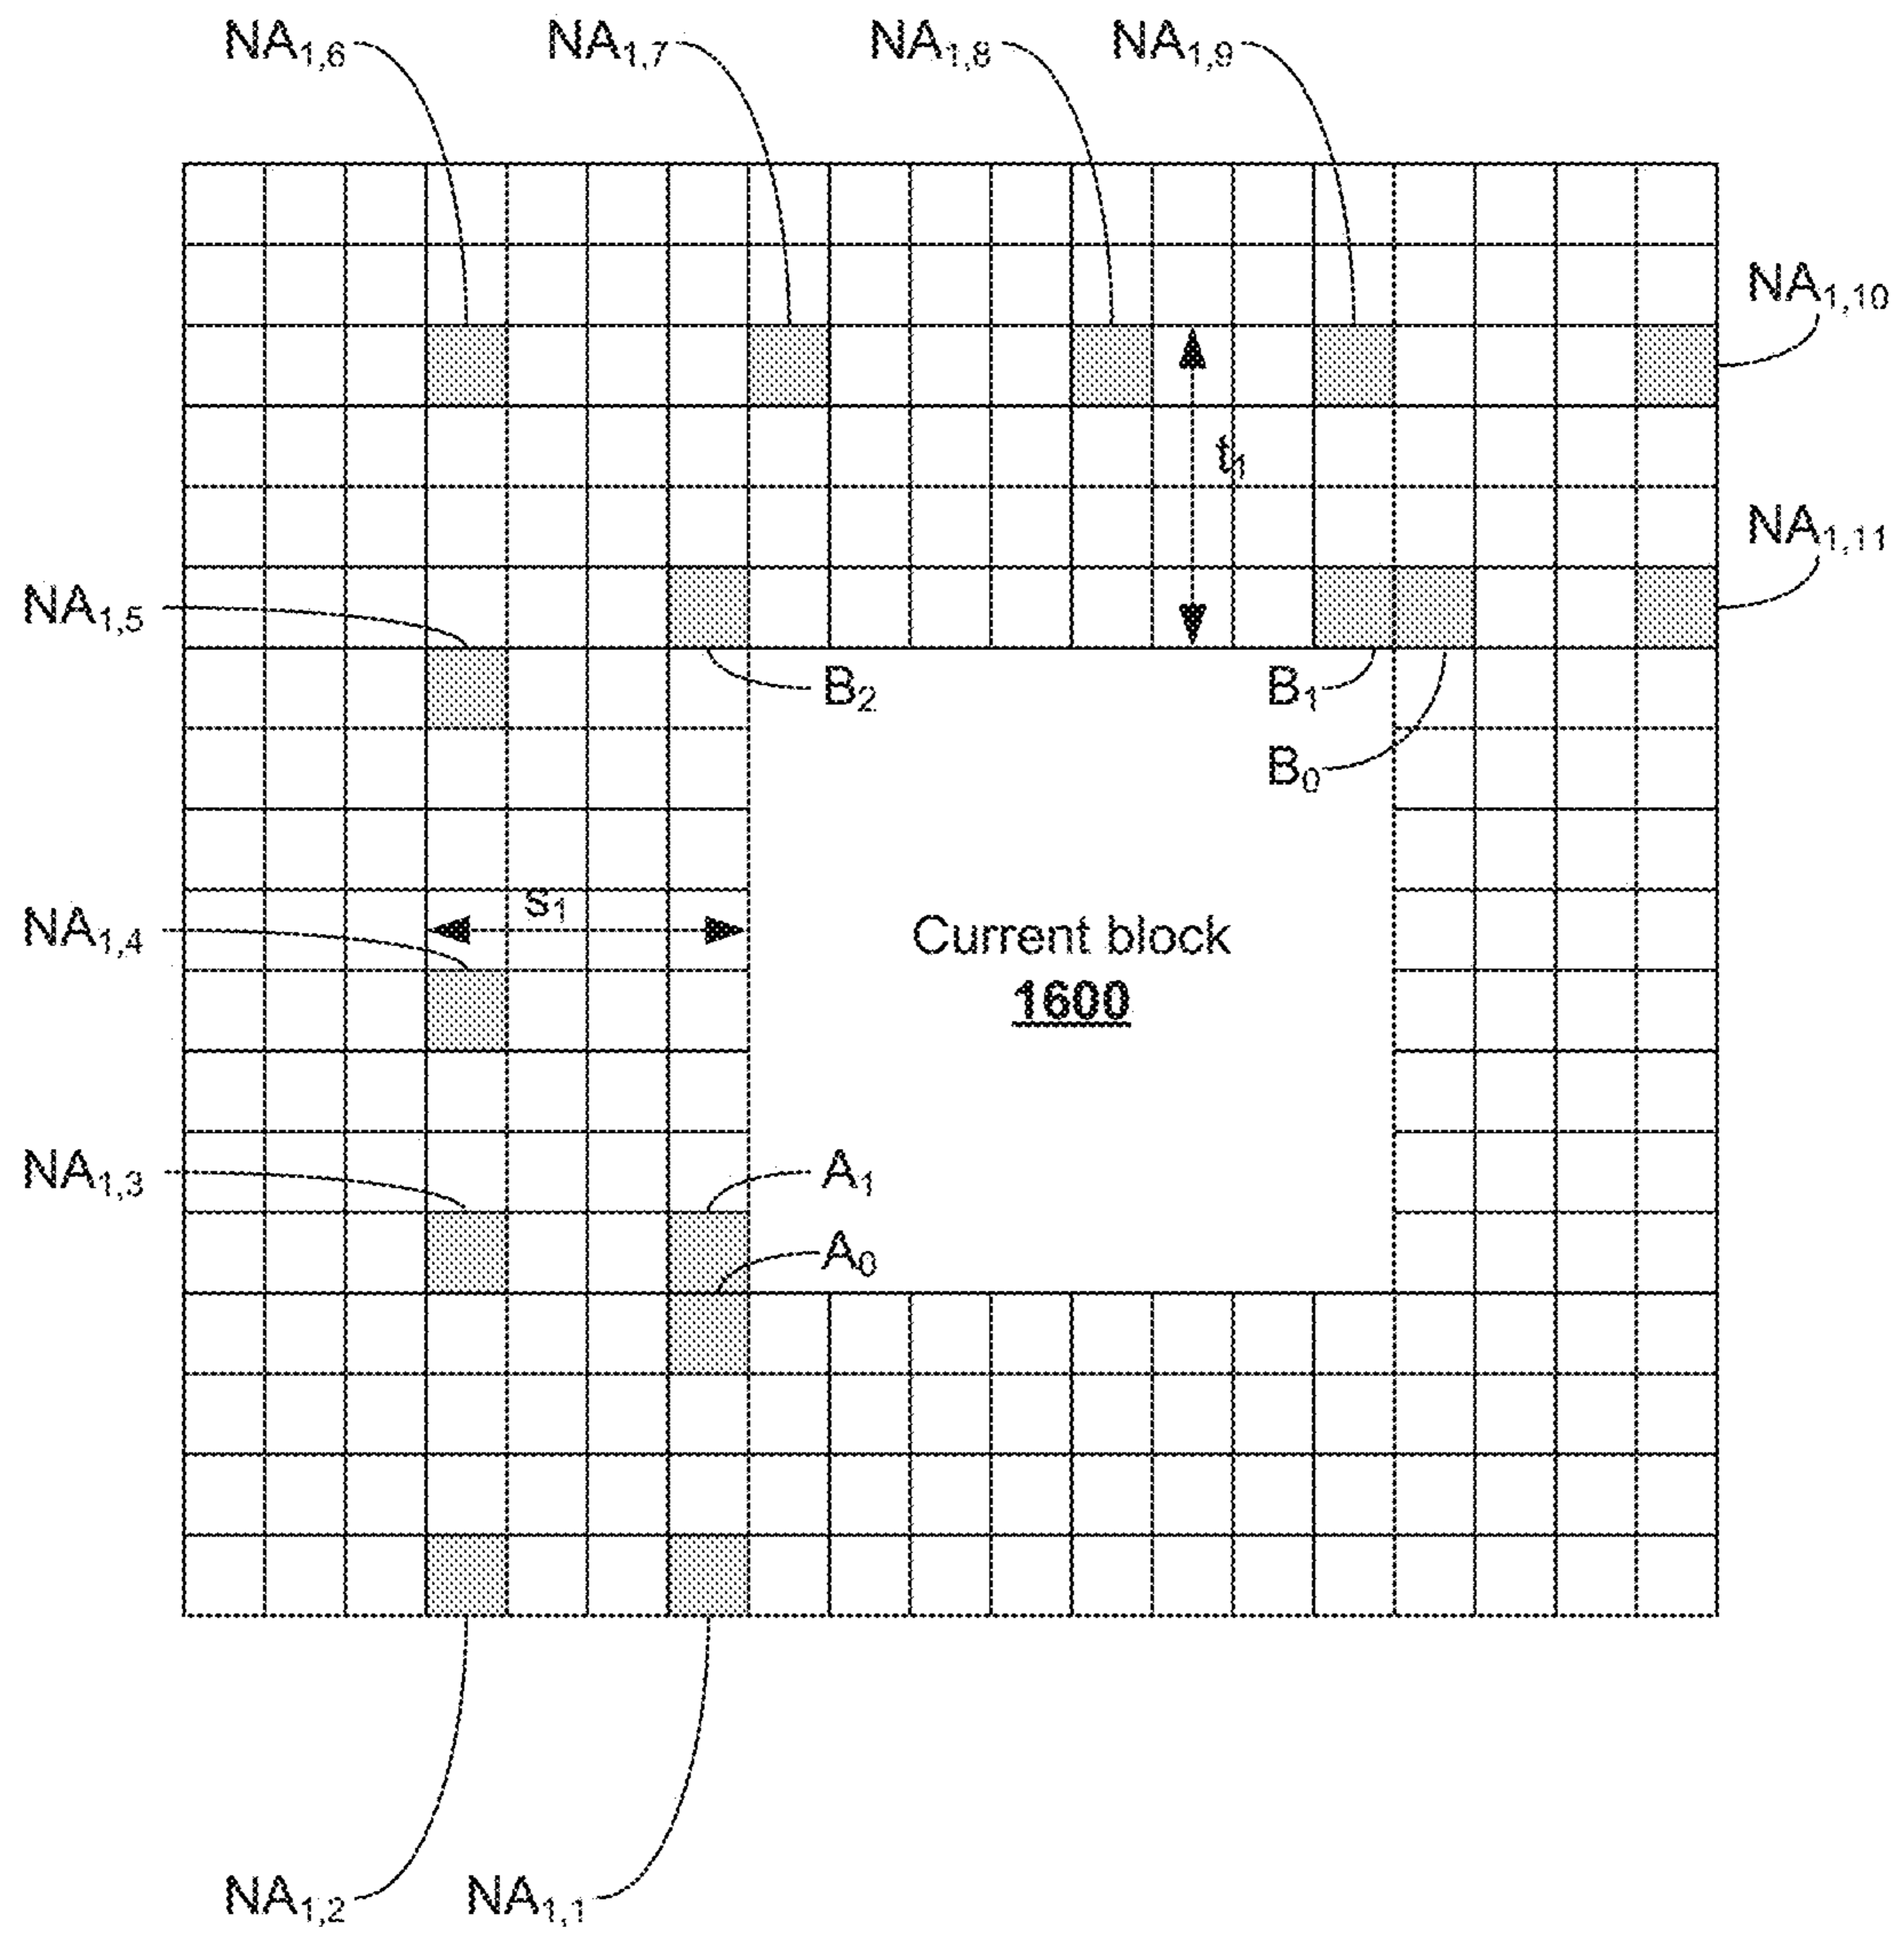 NA1,6 NA1,7 NA1,8 NA1,9
NA1,10
t1
NA1,11
NA1,5
B2 B1
B0
s1
NA1,4 Current block
1600
NA1,3 A1
A0
NA1,2 NA1,1